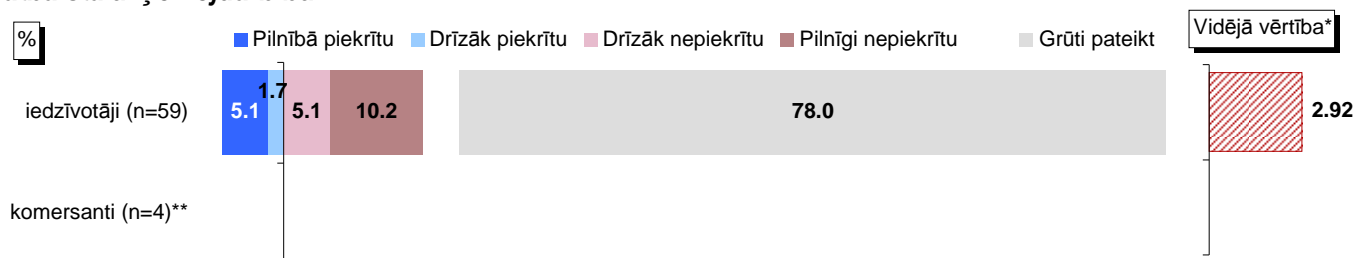 %
Pilnībā piekrītu Drīzāk piekrītu Drīzāk nepiekrītu Pilnīgi nepiekrītu Grūti pateikt
Vidējā vērtība*
iedzīvotāji (n=59) 5.1 1.7 5.1 10.2 78.0 2.92
komersanti (n=4)**